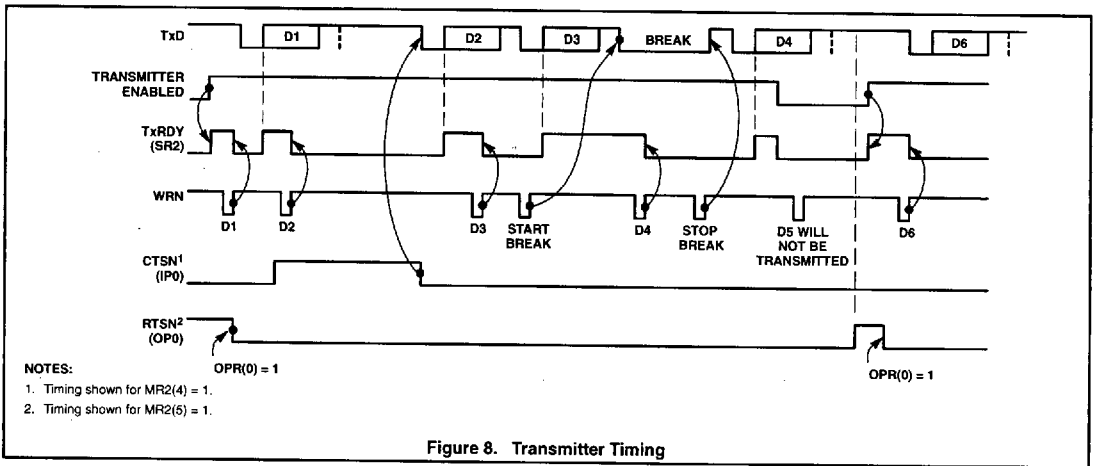 TxD
D1
D2
D3
BREAK
D4
D6
TRANSMITTER
ENABLED
TxRDY
(SR2)
WRN
D1
D2
D3
START
BREAK
D4
STOP
BREAK
D5 WILL
NOT BE
TRANSMITTED
D6
CTSN1
(IP0)
RTSN2
(OP0)
OPR(0) = 1
OPR(0) = 1
NOTES:
1. Timing shown for MR2(4) = 1.
2. Timing shown for MR2(5) = 1.
Figure 8. Transmitter Timing